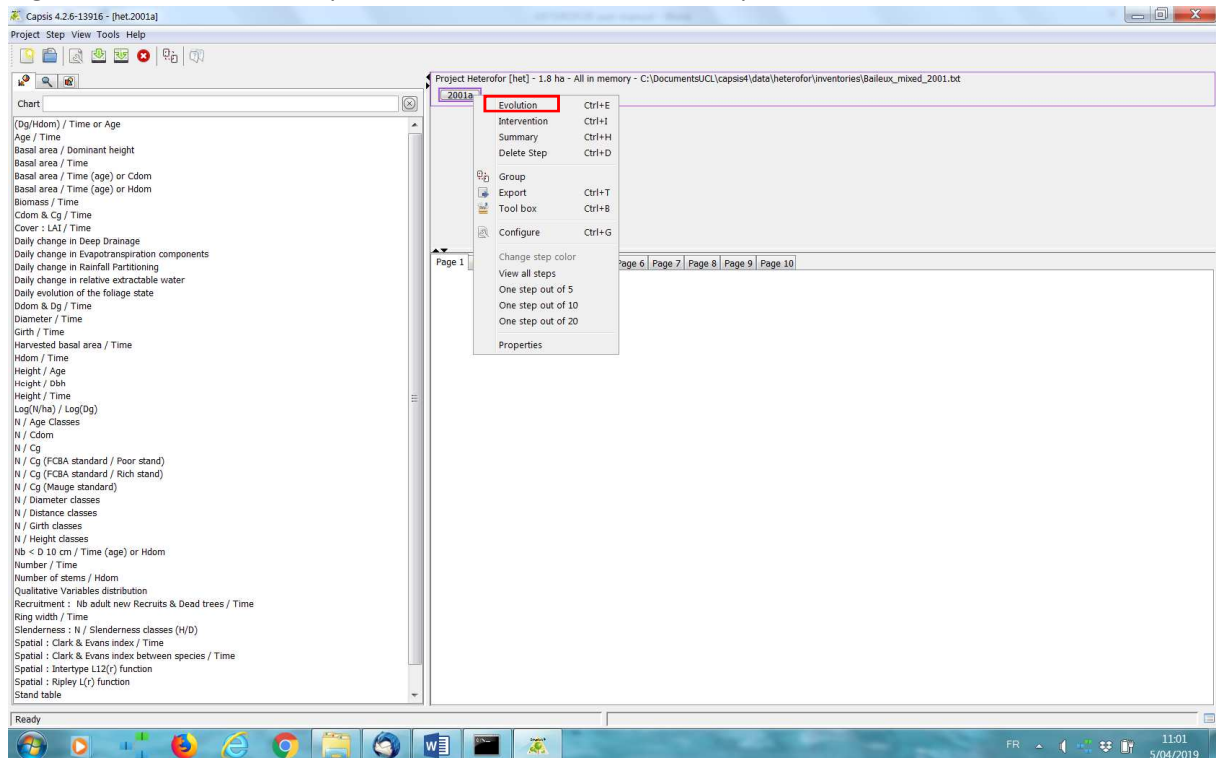 Capsis 4.2.6-13916 - [het.2001a]
Project Step View Tools Help
Project Heterofor [het] - 1.8 ha - All in memory - C:\DocumentsUCL\capsis4\data\heterofor\inventories\Baileux_mixed_2001.txt
2001a
Chart
(Dg/Hdom) / Time or Age
Age / Time
Basal area / Dominant height
Basal area / Time
Basal area / Time (age) or Cdom
Basal area / Time (age) or Hdom
Biomass / Time
Cdom & Cg / Time
Cover : LAI / Time
Daily change in Deep Drainage
Daily change in Evapotranspiration components
Daily change in Rainfall Partitioning
Daily change in relative extractable water
Daily evolution of the foliage state
Ddom & Dg / Time
Diameter / Time
Girth / Time
Harvested basal area / Time
Hdom / Time
Height / Age
Height / Dbh
Height / Time
Log(N/ha) / Log(Dg)
N / Age Classes
N / Cdom
N / Cg
N / Cg (FCBA standard / Poor stand)
N / Cg (FCBA standard / Rich stand)
N / Cg (Mauge standard)
N / Diameter classes
N / Distance classes
N / Girth classes
N / Height classes
Nb < D 10 cm / Time (age) or Hdom
Number / Time
Number of stems / Hdom
Qualitative Variables distribution
Recruitment : Nb adult new Recruits & Dead trees / Time
Ring width / Time
Slenderness : N / Slenderness classes (H/D)
Spatial : Clark & Evans index / Time
Spatial : Clark & Evans index between species / Time
Spatial : Intertype L12(r) function
Spatial : Ripley L(r) function
Stand table
Evolution Ctrl+E
Intervention Ctrl+I
Summary Ctrl+H
Delete Step Ctrl+D
Group
Export Ctrl+T
Tool box Ctrl+B
Configure Ctrl+G
Change step color
View all steps
One step out of 5
One step out of 10
One step out of 20
Properties
Page 1 Page 6 Page 7 Page 8 Page 9 Page 10
Ready
FR
11:01
5/04/2019